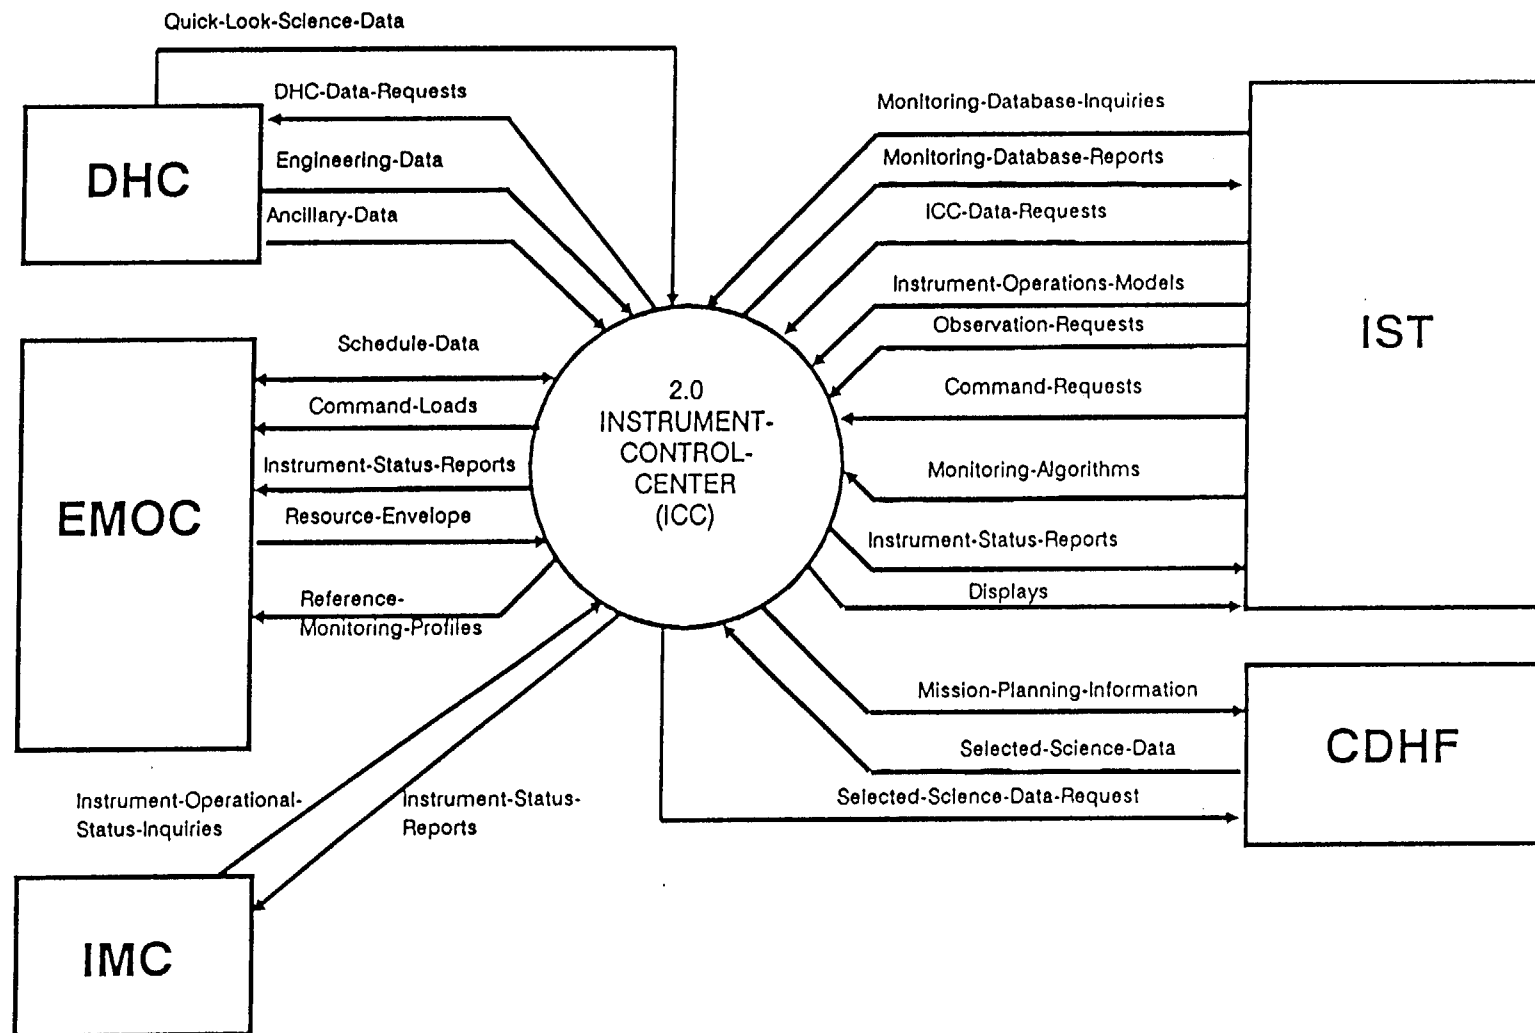 Quick-Look-Science-Data
DHC-Data-Requests
DHC
Engineering-Data
Ancillary-Data
Monitoring-Database-Inquiries
Monitoring-Database-Reports
ICC-Data-Requests
Instrument-Operations-Models
Observation-Requests
Command-Requests
Monitoring-Algorithms
Instrument-Status-Reports
Displays
IST
Schedule-Data
Command-Loads
Instrument-Status-Reports
Resource-Envelope
Reference-
Monitoring-Profiles
EMOC
2.0
INSTRUMENT-
CONTROL-
CENTER
(ICC)
Mission-Planning-Information
Selected-Science-Data
Selected-Science-Data-Request
CDHF
Instrument-Operational-
Status-Inquiries
Instrument-Status-
Reports
IMC